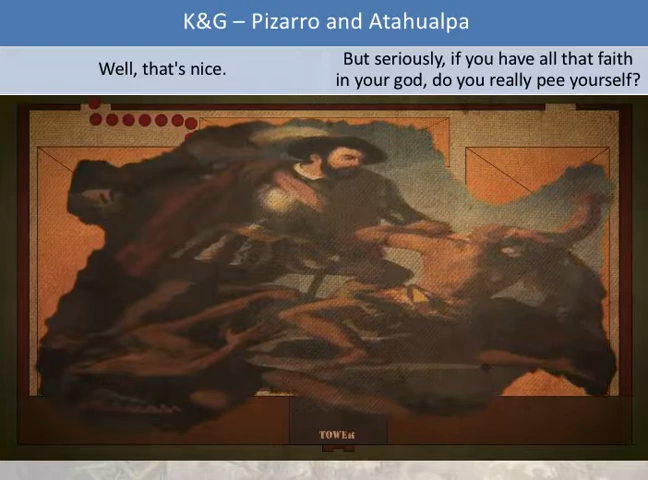 K&G – Pizarro and Atahualpa
Well, that's nice.
But seriously, if you have all that faith
in your god, do you really pee yourself?
TOWER